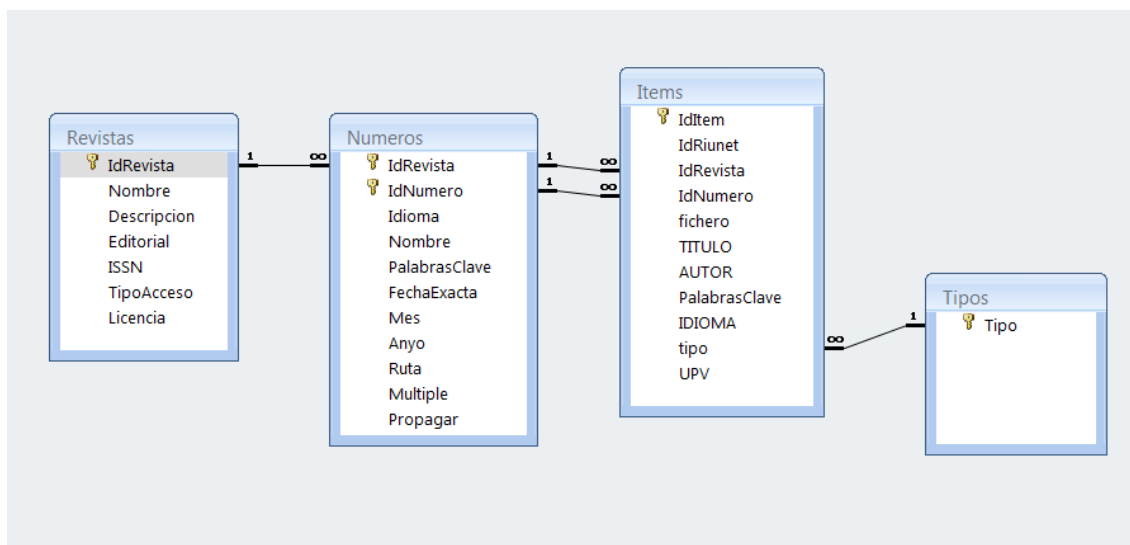 Revistas
IdRevista
Nombre
Descripcion
Editorial
ISSN
TipoAcceso
Licencia
1
∞
Numeros
IdRevista
IdNumero
Idioma
Nombre
PalabrasClave
FechaExacta
Mes
Anyo
Ruta
Multiple
Propagar
1
∞
1
∞
Items
IdItem
IdRiunet
IdRevista
IdNumero
fichero
TITULO
AUTOR
PalabrasClave
IDIOMA
tipo
UPV
∞
1
Tipos
Tipo